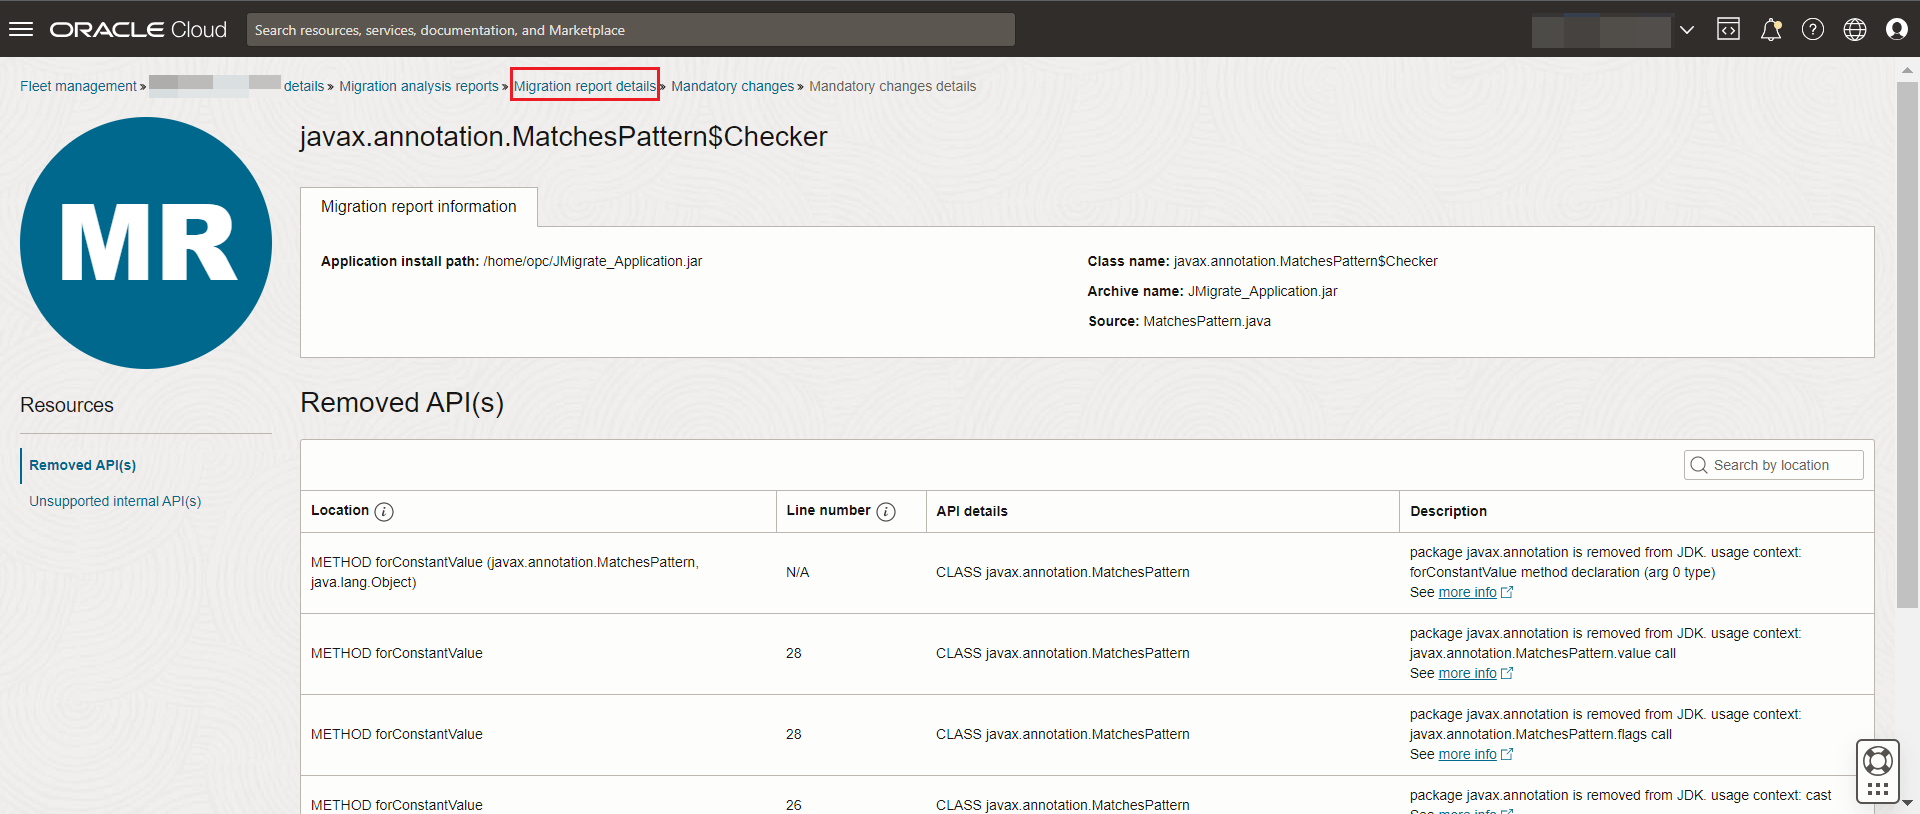 ORACLE Cloud
Search resources, services, documentation, and Marketplace
Fleet management » details » Migration analysis reports » Migration report details » Mandatory changes » Mandatory changes details
MR
javax.annotation.MatchesPattern$Checker
Migration report information
Application install path: /home/opc/JMigrate_Application.jar
Class name: javax.annotation.MatchesPattern$Checker
Archive name: JMigrate_Application.jar
Source: MatchesPattern.java
Resources
Removed API(s)
Unsupported internal API(s)
Removed API(s)
Search by location
Location Line number API details Description
METHOD forConstantValue (javax.annotation.MatchesPattern,
java.lang.Object)
N/A
CLASS javax.annotation.MatchesPattern
package javax.annotation is removed from JDK. usage context:
forConstantValue method declaration (arg 0 type)
See more info
METHOD forConstantValue
28
CLASS javax.annotation.MatchesPattern
package javax.annotation is removed from JDK. usage context:
javax.annotation.MatchesPattern.value call
See more info
METHOD forConstantValue
28
CLASS javax.annotation.MatchesPattern
package javax.annotation is removed from JDK. usage context:
javax.annotation.MatchesPattern.flags call
See more info
METHOD forConstantValue
26
CLASS javax.annotation.MatchesPattern
package javax.annotation is removed from JDK. usage context: cast
See more info